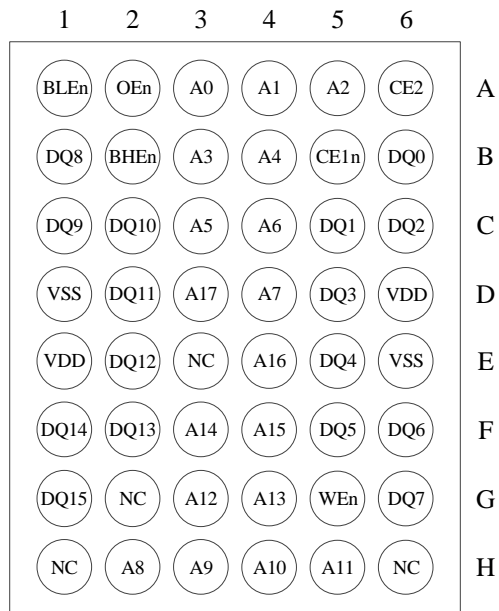 1 2 3 4 5 6
BLEn OEn A0 A1 A2 CE2 A
DQ8 BHEn A3 A4 CE1n DQ0 B
DQ9 DQ10 A5 A6 DQ1 DQ2 C
VSS DQ11 A17 A7 DQ3 VDD D
VDD DQ12 NC A16 DQ4 VSS E
DQ14 DQ13 A14 A15 DQ5 DQ6 F
DQ15 NC A12 A13 WEn DQ7 G
NC A8 A9 A10 A11 NC H